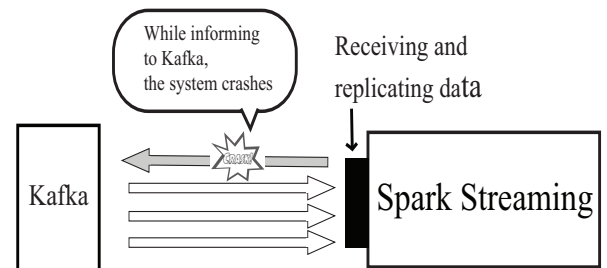 While informing
to Kafka,
the system crashes
Receiving and
replicating data
CRASH!
Kafka
Spark Streaming